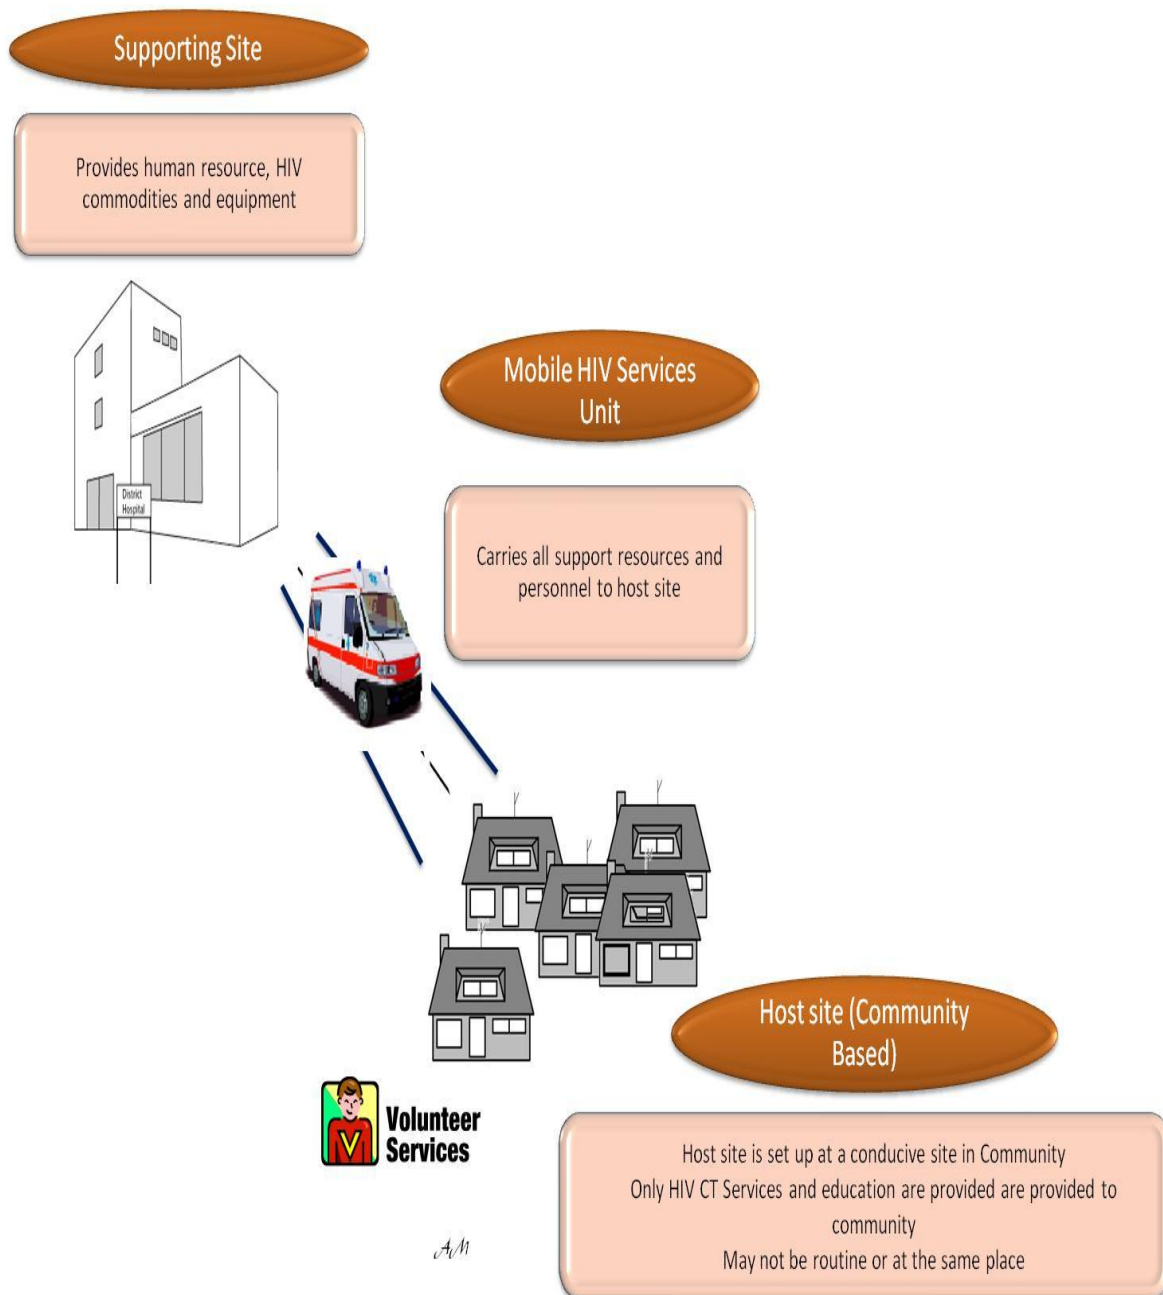 Supporting Site
Provides human resource, HIV
commodities and equipment
District
Hospital
Mobile HIV Services
Unit
Carries all support resources and
personnel to host site
Host site (Community
Based)
V
Volunteer
Services
Host site is set up at a conducive site in Community
Only HIV CT Services and education are provided are provided to
community
May not be routine or at the same place
AM